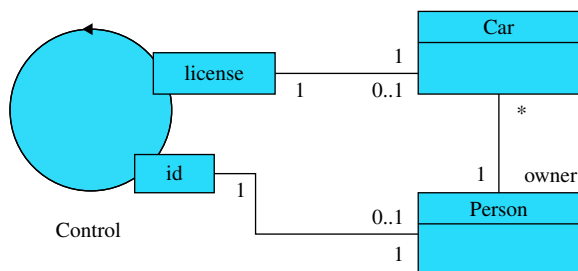 Car
license
1
1
0..1
*
1
owner
id
1
Person
0..1
1
Control